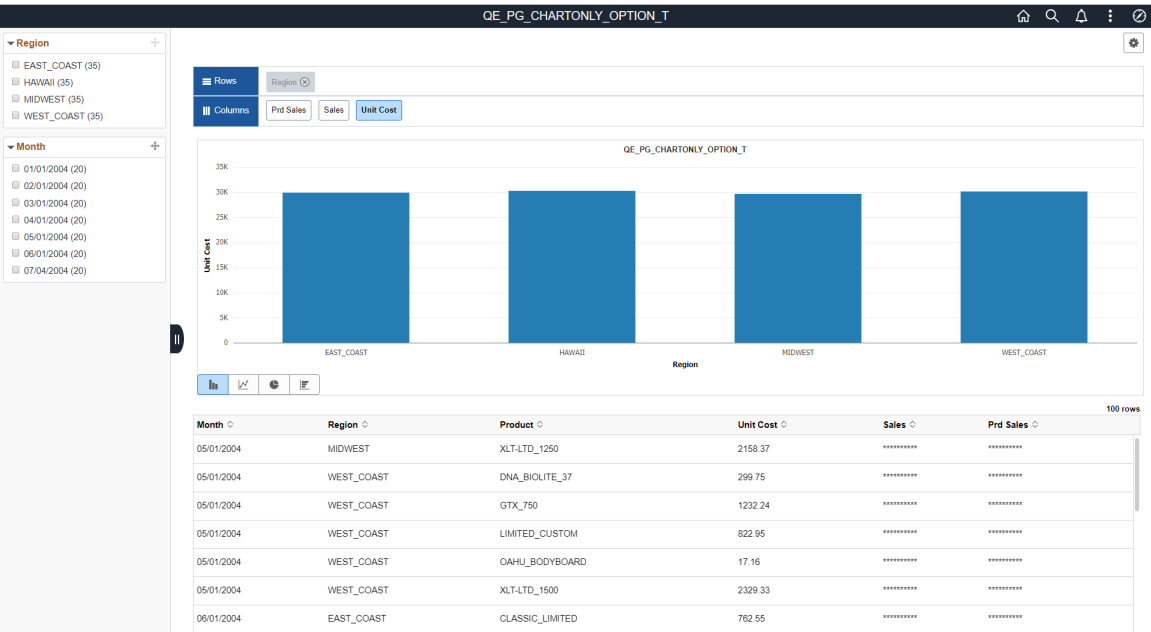 QE_PG_CHARTONLY_OPTION_T
Region
EAST_COAST (35)
HAWAII (35)
MIDWEST (35)
WEST_COAST (35)
Month
01/01/2004 (20)
02/01/2004 (20)
03/01/2004 (20)
04/01/2004 (20)
05/01/2004 (20)
06/01/2004 (20)
07/04/2004 (20)
Rows Region
Columns Prd Sales Sales Unit Cost
QE_PG_CHARTONLY_OPTION_T
35K
30K
25K
20K
15K
10K
5K
0
Unit Cost
EAST_COAST HAWAII MIDWEST WEST_COAST
Region
100 rows
Month Region Product Unit Cost Sales Prd Sales
05/01/2004 MIDWEST XLT-LTD_1250 2158.37 ********** **********
05/01/2004 WEST_COAST DNA_BIOLITE_37 299.75 ********** **********
05/01/2004 WEST_COAST GTX_750 1232.24 ********** **********
05/01/2004 WEST_COAST LIMITED_CUSTOM 822.95 ********** **********
05/01/2004 WEST_COAST OAHU_BODYBOARD 17.16 ********** **********
05/01/2004 WEST_COAST XLT-LTD_1500 2329.33 ********** **********
06/01/2004 EAST_COAST CLASSIC_LIMITED 762.55 ********** **********